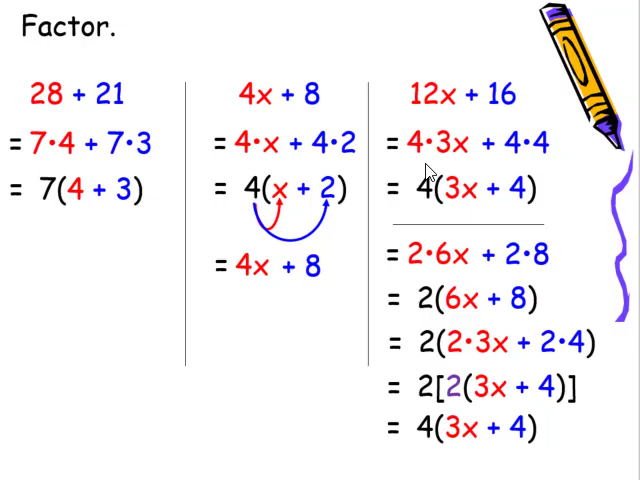 Factor.
28 + 21
= 7·4 + 7·3
= 7(4 + 3)
4x + 8
= 4·x + 4·2
= 4(x + 2)
= 4x + 8
12x + 16
= 4·3x + 4·4
= 4(3x + 4)
= 2·6x + 2·8
= 2(6x + 8)
= 2(2·3x + 2·4)
= 2[2(3x + 4)]
= 4(3x + 4)